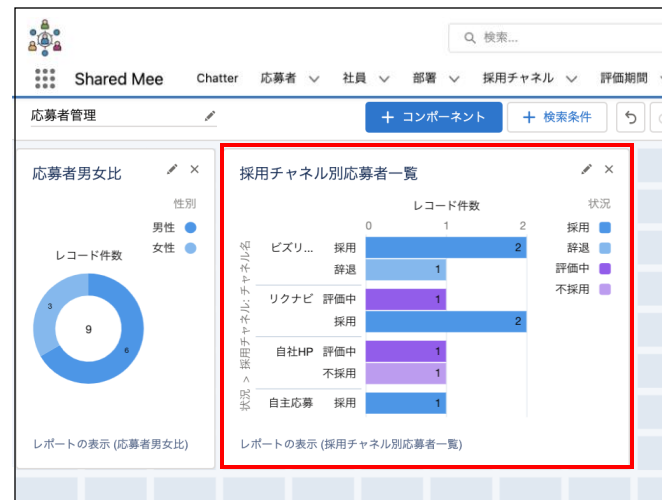 検索...
Shared Mee Chatter 応募者 社員 部署 採用チャネル 評価期間
応募者管理
+ コンポーネント + 検索条件
応募者男女比
性別
男性
女性
レコード件数
3
9
6
レポートの表示 (応募者男女比)
採用チャネル別応募者一覧
レコード件数
0 1 2
状況 > 採用チャネル: チャネル名
ビズリ... 採用 2
辞退 1
リクナビ 評価中 1
採用 2
自社HP 評価中 1
不採用 1
自主応募 採用 1
状況
採用
辞退
評価中
不採用
レポートの表示 (採用チャネル別応募者一覧)